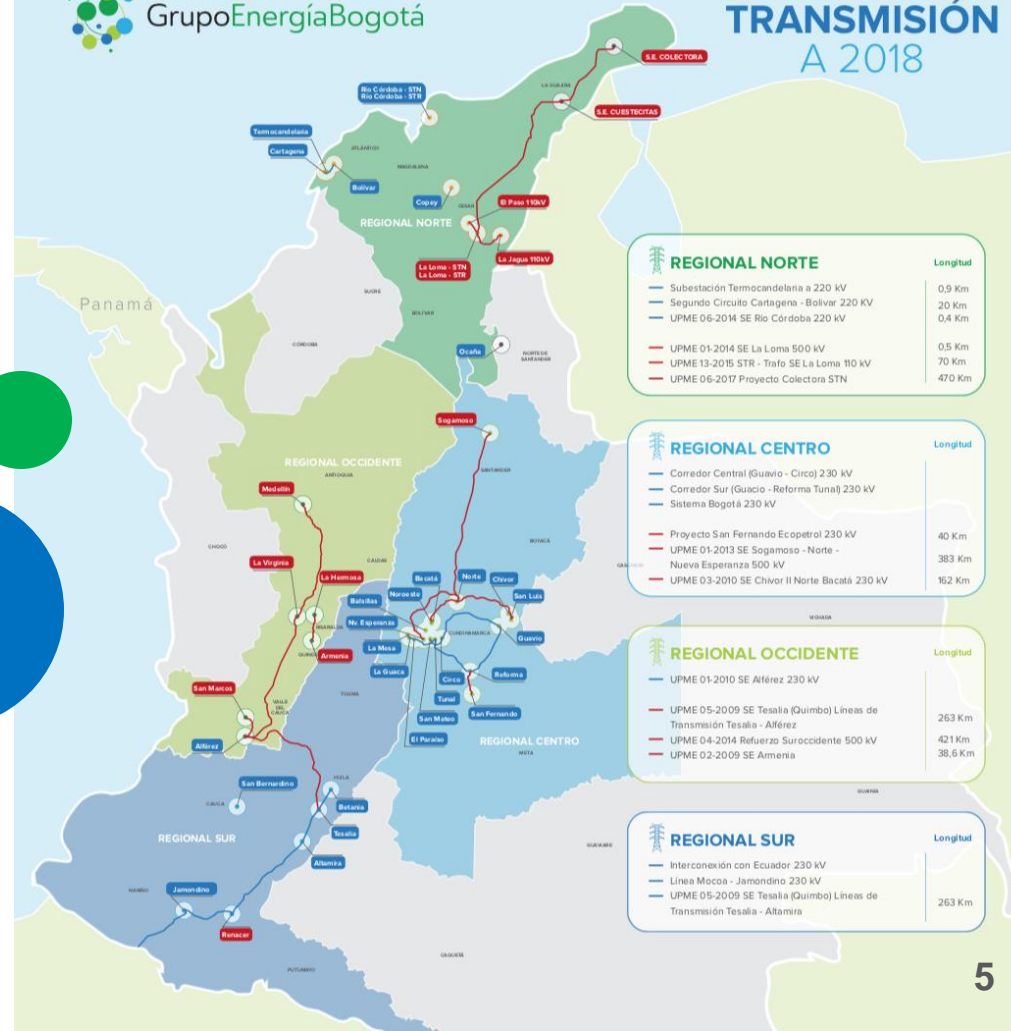 GrupoEnergíaBogotá
TRANSMISIÓN
A 2018
S.E. COLECTORA
LA GUAJIRA
Río Córdoba - STN
Río Córdoba - STR
S.E. CUESTECITAS
Termocandelaria
ATLÁNTICO
Cartagena
MAGDALENA
Bolívar
Copey
CESAR
El Paso 110kV
REGIONAL NORTE
La Jagua 110kV
La Loma - STN
La Loma - STR
SUCRE
Panamá
BOLÍVAR
CÓRDOBA
Ocaña
NORTE DE
SANTANDER
Sogamoso
REGIONAL OCCIDENTE
ANTIOQUIA
SANTANDER
Medellín
CHOCÓ
BOYACÁ
CALDAS
La Virginia
La Hermosa
Bacatá
Norte
Chivor
Noroeste
San Luis
Balsillas
Nv. Esperanza
RISARALDA
CUNDINAMARCA
Guavio
La Mesa
QUINDÍO
Armenia
La Guaca
Circo
Reforma
San Marcos
TOLIMA
Tunal
VALLE
DEL
CAUCA
San Mateo
San Fernando
Alférez
El Paraíso
REGIONAL CENTRO
META
San Bernardino
HUILA
CAUCA
Betania
Tesalia
REGIONAL SUR
Altamira
NARIÑO
Jamondino
Renacer
CAQUETÁ
PUTUMAYO
GUAVIARE
GUAINÍA
VICHADA
REGIONAL NORTE Longitud
Subestación Termocandelaria a 220 kV 0,9 Km
Segundo Circuito Cartagena - Bolivar 220 KV 20 Km
UPME 06-2014 SE Río Córdoba 220 kV 0,4 Km
UPME 01-2014 SE La Loma 500 kV 0,5 Km
UPME 13-2015 STR - Trafo SE La Loma 110 kV 70 Km
UPME 06-2017 Proyecto Colectora STN 470 Km
REGIONAL CENTRO Longitud
Corredor Central (Guavio - Circo) 230 kV
Corredor Sur (Guacio - Reforma Tunal) 230 kV
Sistema Bogotá 230 kV
Proyecto San Fernando Ecopetrol 230 kV 40 Km
UPME 01-2013 SE Sogamoso - Norte -
Nueva Esperanza 500 kV 383 Km
UPME 03-2010 SE Chivor II Norte Bacatá 230 kV 162 Km
REGIONAL OCCIDENTE Longitud
UPME 01-2010 SE Alférez 230 kV
UPME 05-2009 SE Tesalia (Quimbo) Líneas de
Transmisión Tesalia - Alférez 263 Km
UPME 04-2014 Refuerzo Suroccidente 500 kV 421 Km
UPME 02-2009 SE Armenia 38,6 Km
REGIONAL SUR Longitud
Interconexión con Ecuador 230 kV
Línea Mocoa - Jamondino 230 kV
UPME 05-2009 SE Tesalia (Quimbo) Líneas de
Transmisión Tesalia - Altamira 263 Km
5